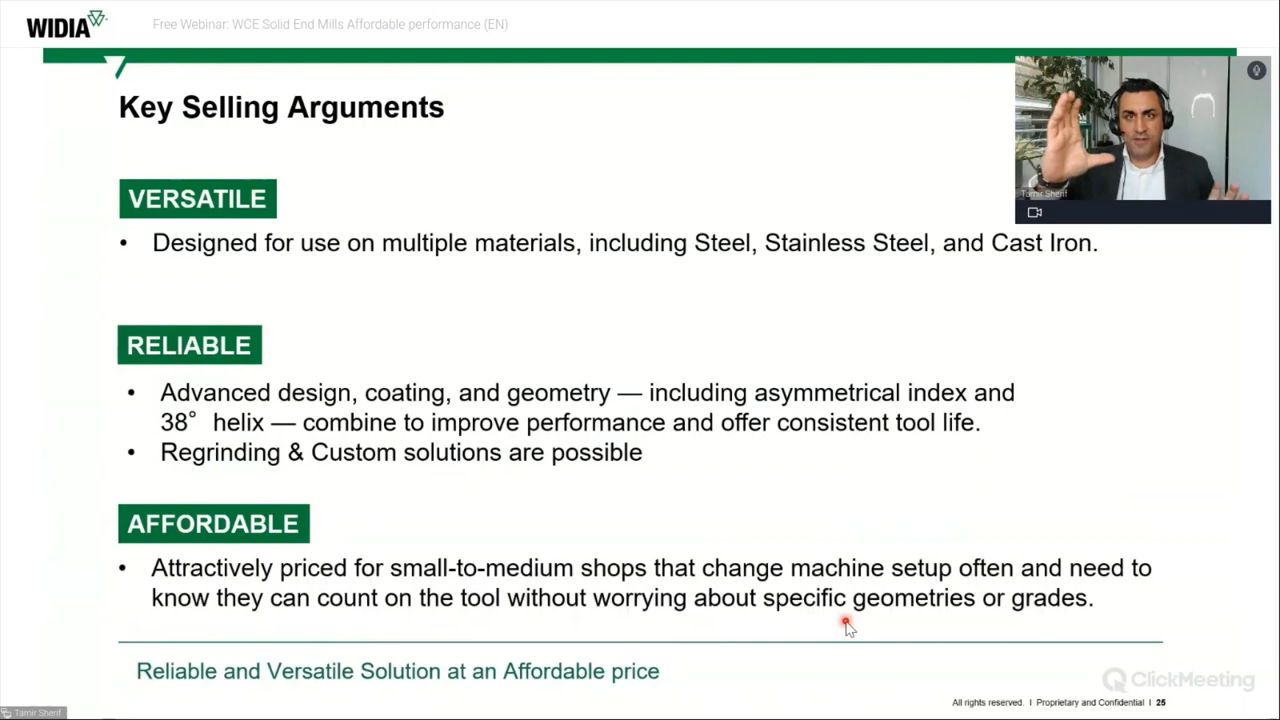 WIDIA
Free Webinar: WCE Solid End Mills Affordable performance (EN)
Key Selling Arguments
Tamir Sherif
VERSATILE
• Designed for use on multiple materials, including Steel, Stainless Steel, and Cast Iron.
RELIABLE
• Advanced design, coating, and geometry — including asymmetrical index and
38° helix — combine to improve performance and offer consistent tool life.
• Regrinding & Custom solutions are possible
AFFORDABLE
• Attractively priced for small-to-medium shops that change machine setup often and need to
know they can count on the tool without worrying about specific geometries or grades.
Reliable and Versatile Solution at an Affordable price
ClickMeeting
All rights reserved. I Proprietary and Confidential I 25
Tamir Sherif